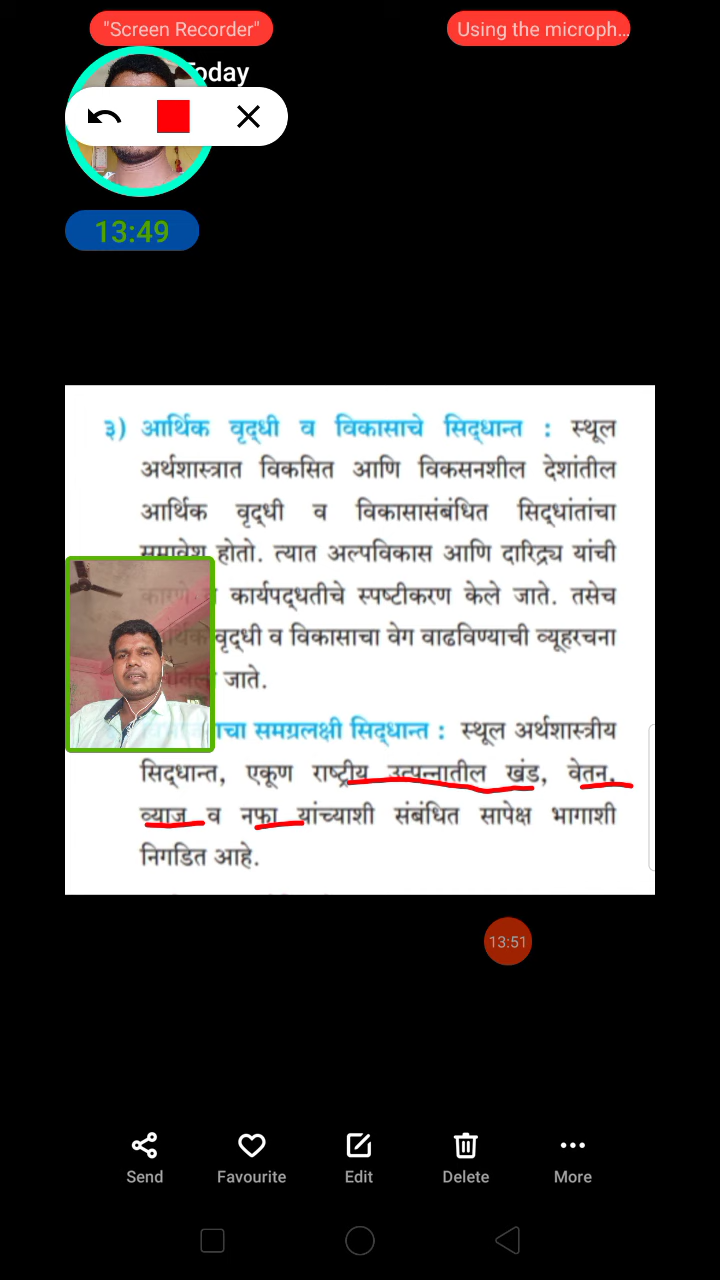 "Screen Recorder"
Using the microph...
Today
13:49
३) आर्थिक वृद्धी व विकासाचे सिद्धान्त : स्थूल
अर्थशास्त्रात विकसित आणि विकसनशील देशांतील
आर्थिक वृद्धी व विकासासंबंधित सिद्धांतांचा
समावेश होतो. त्यात अल्पविकास आणि दारिद्र्य यांची
कारणे व कार्यपद्धतीचे स्पष्टीकरण केले जाते. तसेच
वृद्धी व विकासाचा वेग वाढविण्याची व्यूहरचना
जाते.
समग्रलक्षी सिद्धान्त : स्थूल अर्थशास्त्रीय
सिद्धान्त, एकूण राष्ट्रीय उत्पन्नातील खंड, वेतन,
व्याज व नफा यांच्याशी संबंधित सापेक्ष भागाशी
निगडित आहे.
13:51
Send
Favourite
Edit
Delete
More